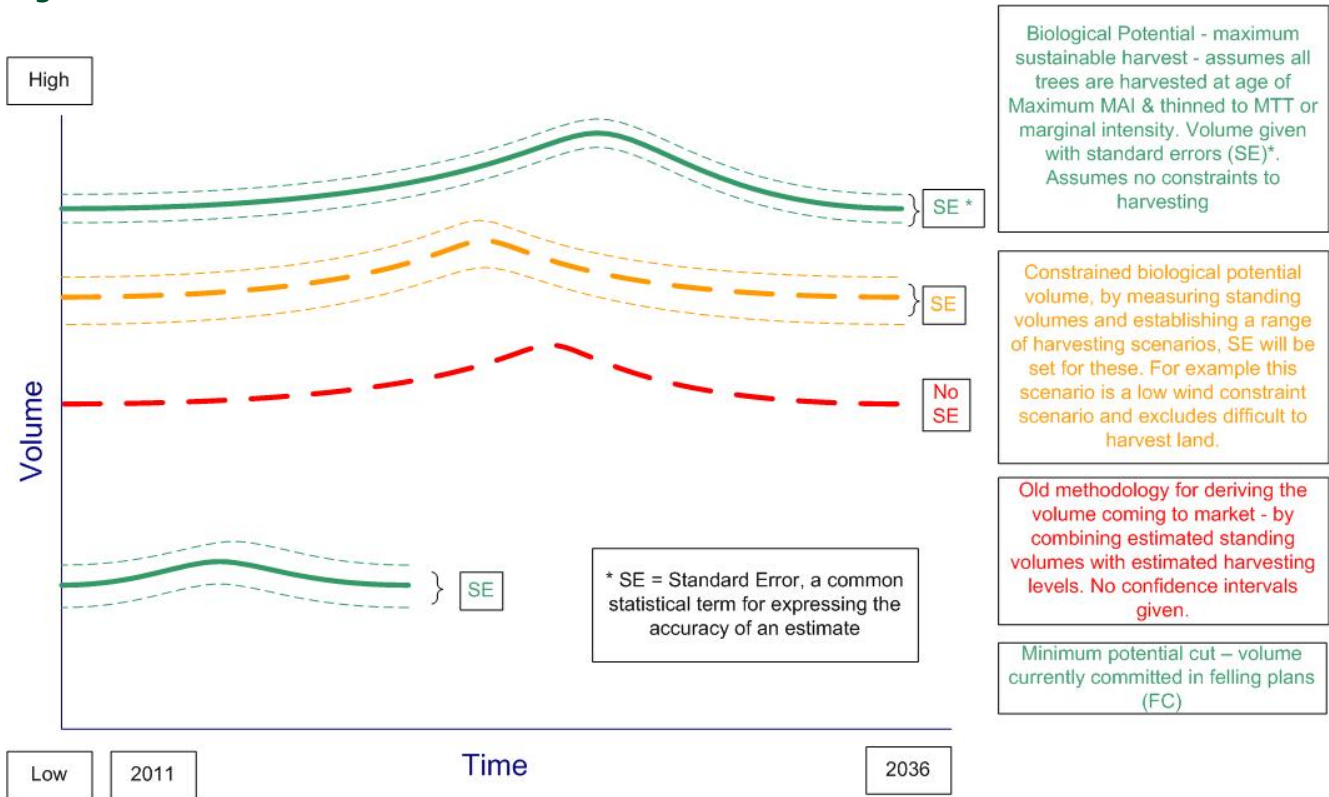 High
Volume
Low
2011
Time
2036
SE *
SE
No
SE
SE
* SE = Standard Error, a common
statistical term for expressing the
accuracy of an estimate
Biological Potential - maximum
sustainable harvest - assumes all
trees are harvested at age of
Maximum MAI & thinned to MTT or
marginal intensity. Volume given
with standard errors (SE)*.
Assumes no constraints to
harvesting
Constrained biological potential
volume, by measuring standing
volumes and establishing a range
of harvesting scenarios, SE will be
set for these. For example this
scenario is a low wind constraint
scenario and excludes difficult to
harvest land.
Old methodology for deriving the
volume coming to market - by
combining estimated standing
volumes with estimated harvesting
levels. No confidence intervals
given.
Minimum potential cut – volume
currently committed in felling plans
(FC)